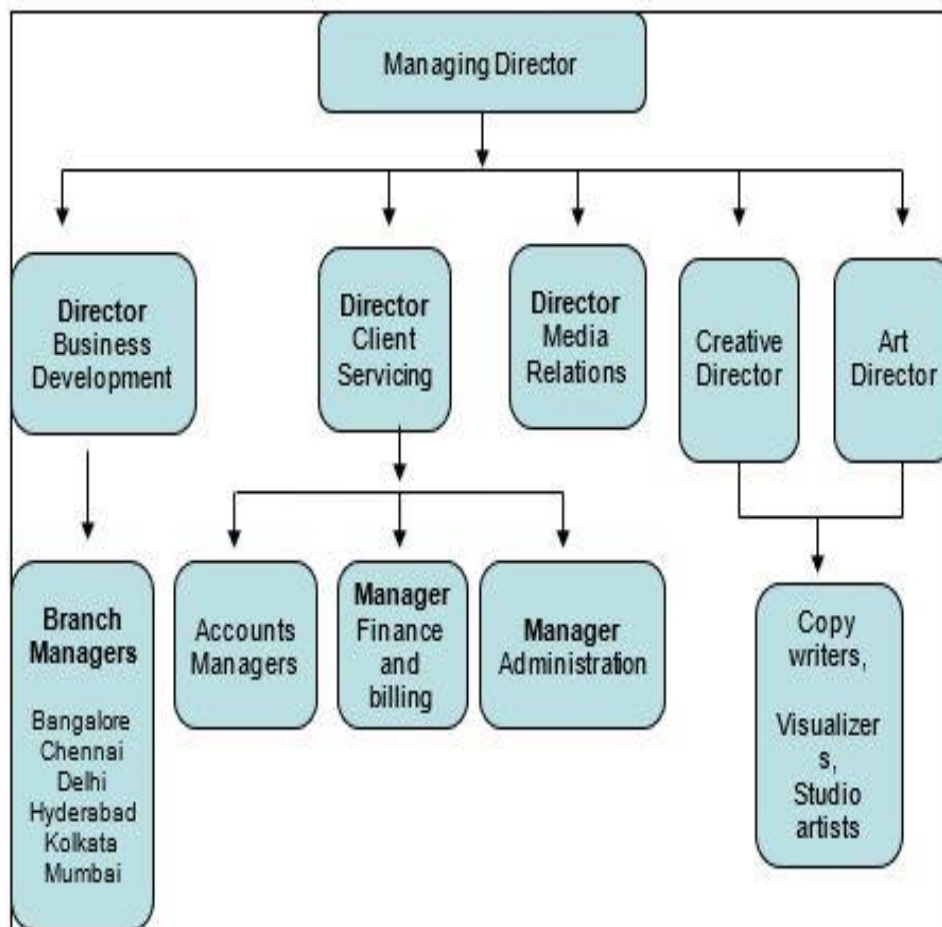 Managing Director
Director
Business
Development
Director
Client
Servicing
Director
Media
Relations
Creative
Director
Art
Director
Branch
Managers
Bangalore
Chennai
Delhi
Hyderabad
Kolkata
Mumbai
Accounts
Managers
Manager
Finance
and
billing
Manager
Administration
Copy
writers,
Visualizer
s,
Studio
artists